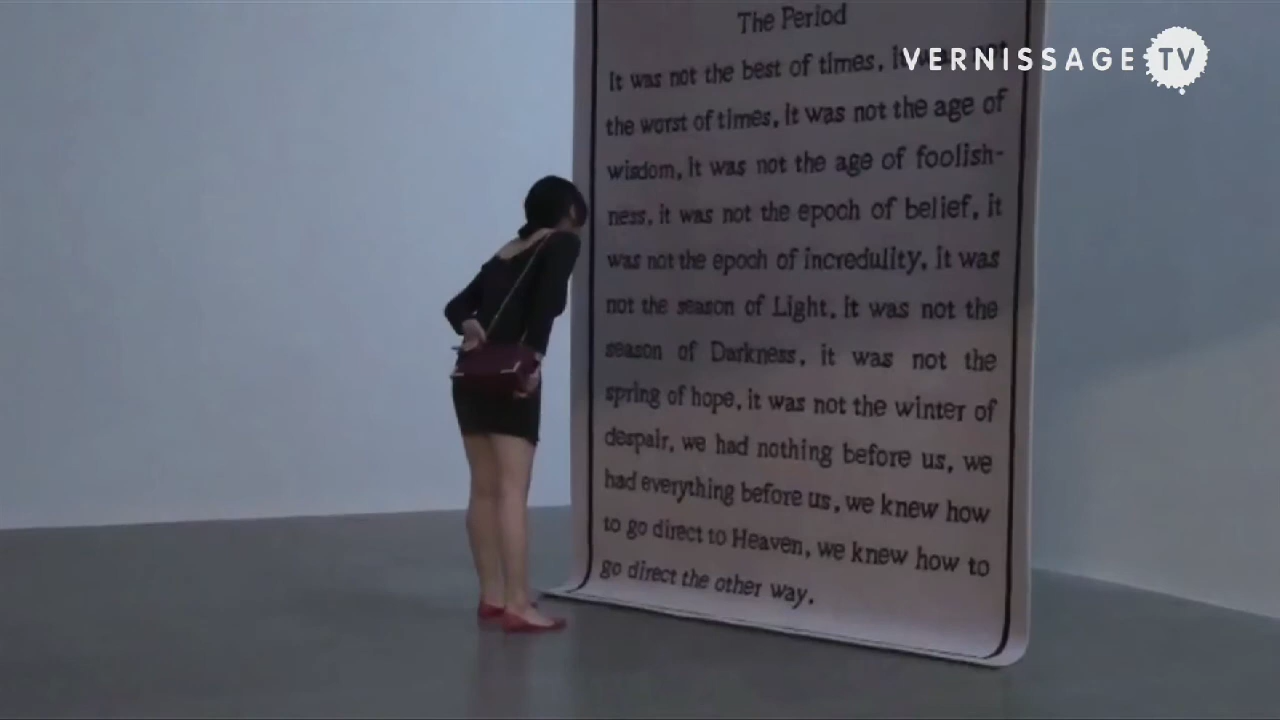 VERNISSAGE TV
The Period
It was not the best of times, it was not
the worst of times, it was not the age of
wisdom, it was not the age of foolish-
ness, it was not the epoch of belief, it
was not the epoch of incredulity, it was
not the season of Light, it was not the
season of Darkness, it was not the
spring of hope, it was not the winter of
despair, we had nothing before us, we
had everything before us, we knew how
to go direct to Heaven, we knew how to
go direct the other way.